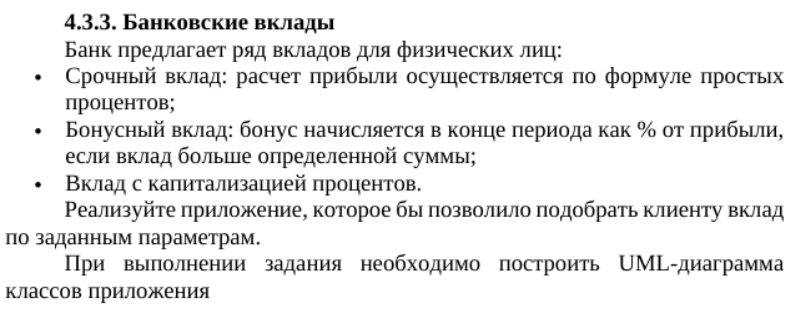 4.3.3. Банковские вклады
Банк предлагает ряд вкладов для физических лиц:
• Срочный вклад: расчет прибыли осуществляется по формуле простых
процентов;
• Бонусный вклад: бонус начисляется в конце периода как % от прибыли,
если вклад больше определенной суммы;
• Вклад с капитализацией процентов.
Реализуйте приложение, которое бы позволило подобрать клиенту вклад
по заданным параметрам.
При выполнении задания необходимо построить UML-диаграмма
классов приложения